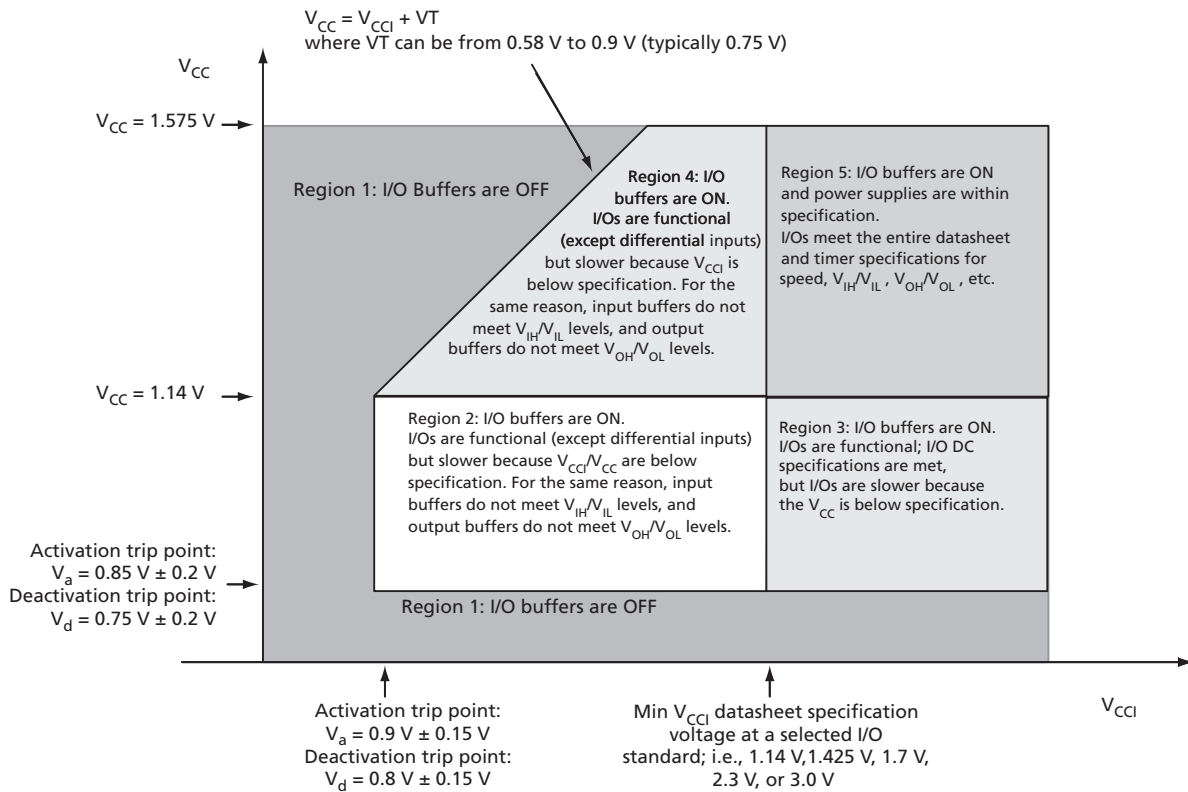 V_CC = V_CCI + VT
where VT can be from 0.58 V to 0.9 V (typically 0.75 V)
V_CC
V_CC = 1.575 V
Region 1: I/O Buffers are OFF
Region 4: I/O
buffers are ON.
I/Os are functional
(except differential inputs)
but slower because V_CCI is
below specification. For the
same reason, input buffers do not
meet V_IH/V_IL levels, and output
buffers do not meet V_OH/V_OL levels.
Region 5: I/O buffers are ON
and power supplies are within
specification.
I/Os meet the entire datasheet
and timer specifications for
speed, V_IH/V_IL , V_OH/V_OL , etc.
V_CC = 1.14 V
Region 2: I/O buffers are ON.
I/Os are functional (except differential inputs)
but slower because V_CCI/V_CC are below
specification. For the same reason, input
buffers do not meet V_IH/V_IL levels, and
output buffers do not meet V_OH/V_OL levels.
Region 3: I/O buffers are ON.
I/Os are functional; I/O DC
specifications are met,
but I/Os are slower because
the V_CC is below specification.
Activation trip point:
V_a = 0.85 V ± 0.2 V
Deactivation trip point:
V_d = 0.75 V ± 0.2 V
Region 1: I/O buffers are OFF
Activation trip point:
V_a = 0.9 V ± 0.15 V
Deactivation trip point:
V_d = 0.8 V ± 0.15 V
Min V_CCI datasheet specification
voltage at a selected I/O
standard; i.e., 1.14 V,1.425 V, 1.7 V,
2.3 V, or 3.0 V
V_CCI